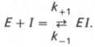 E + I = k+1 ⇌ k−1 EI.